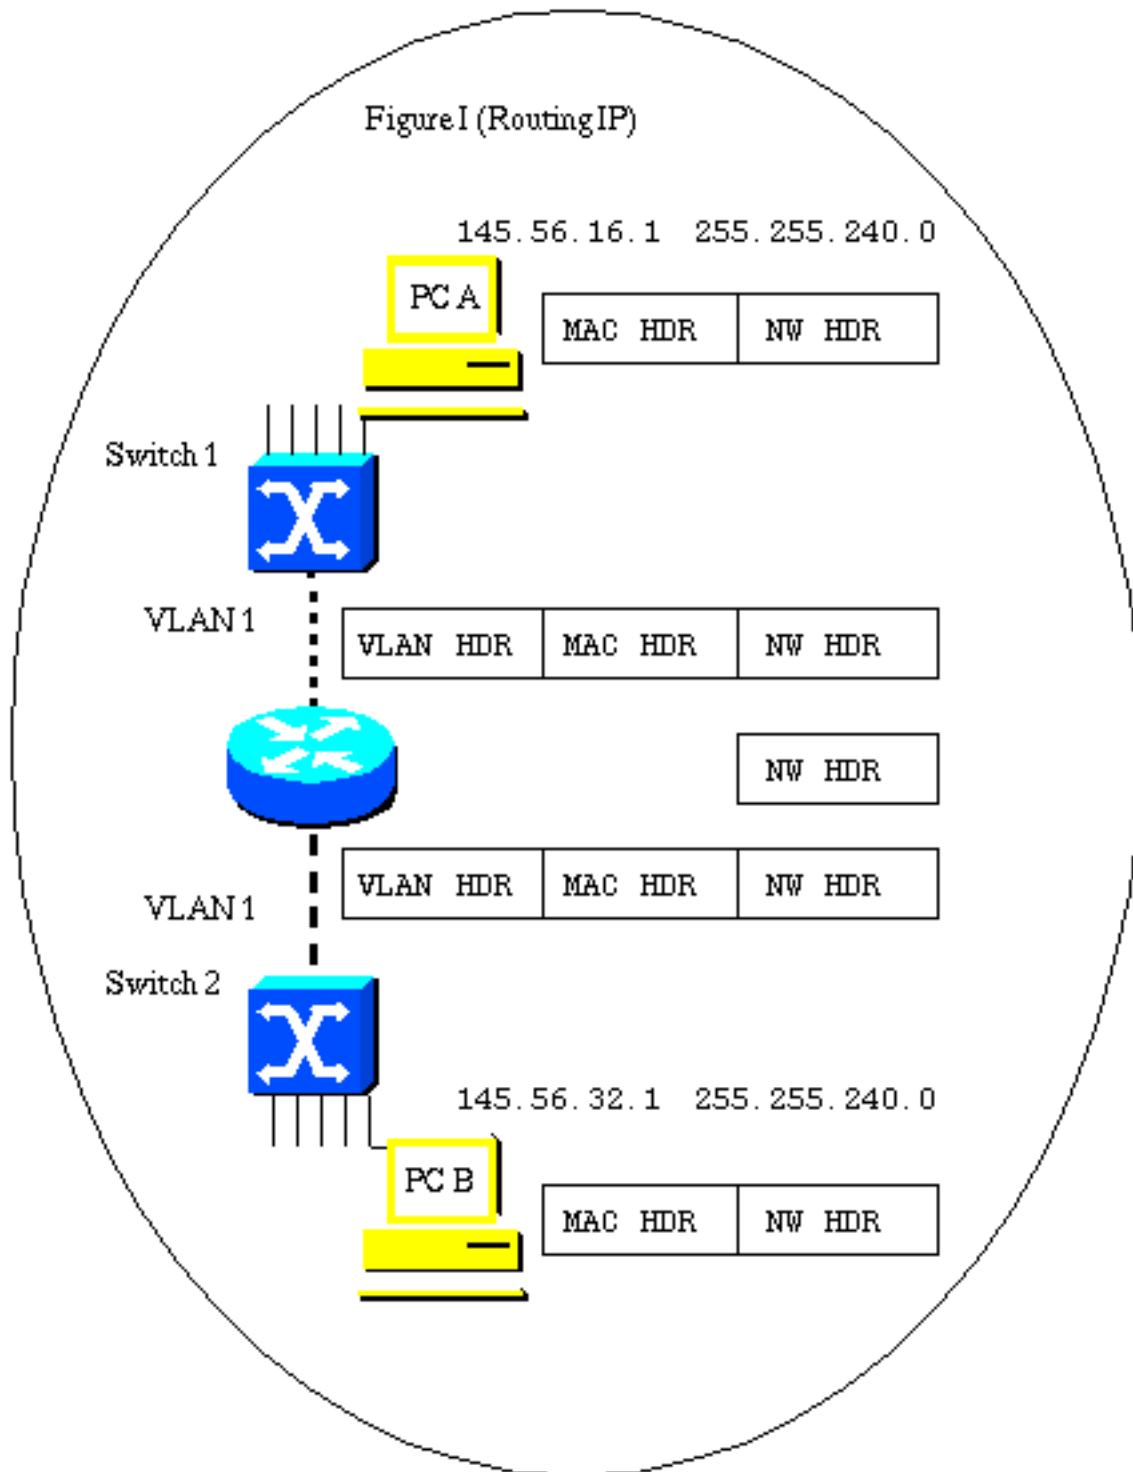 Figure I (Routing IP)
145.56.16.1 255.255.240.0
PC A
MAC HDR NW HDR
Switch 1
VLAN 1
VLAN HDR MAC HDR NW HDR
NW HDR
VLAN HDR MAC HDR NW HDR
VLAN 1
Switch 2
145.56.32.1 255.255.240.0
PC B
MAC HDR NW HDR